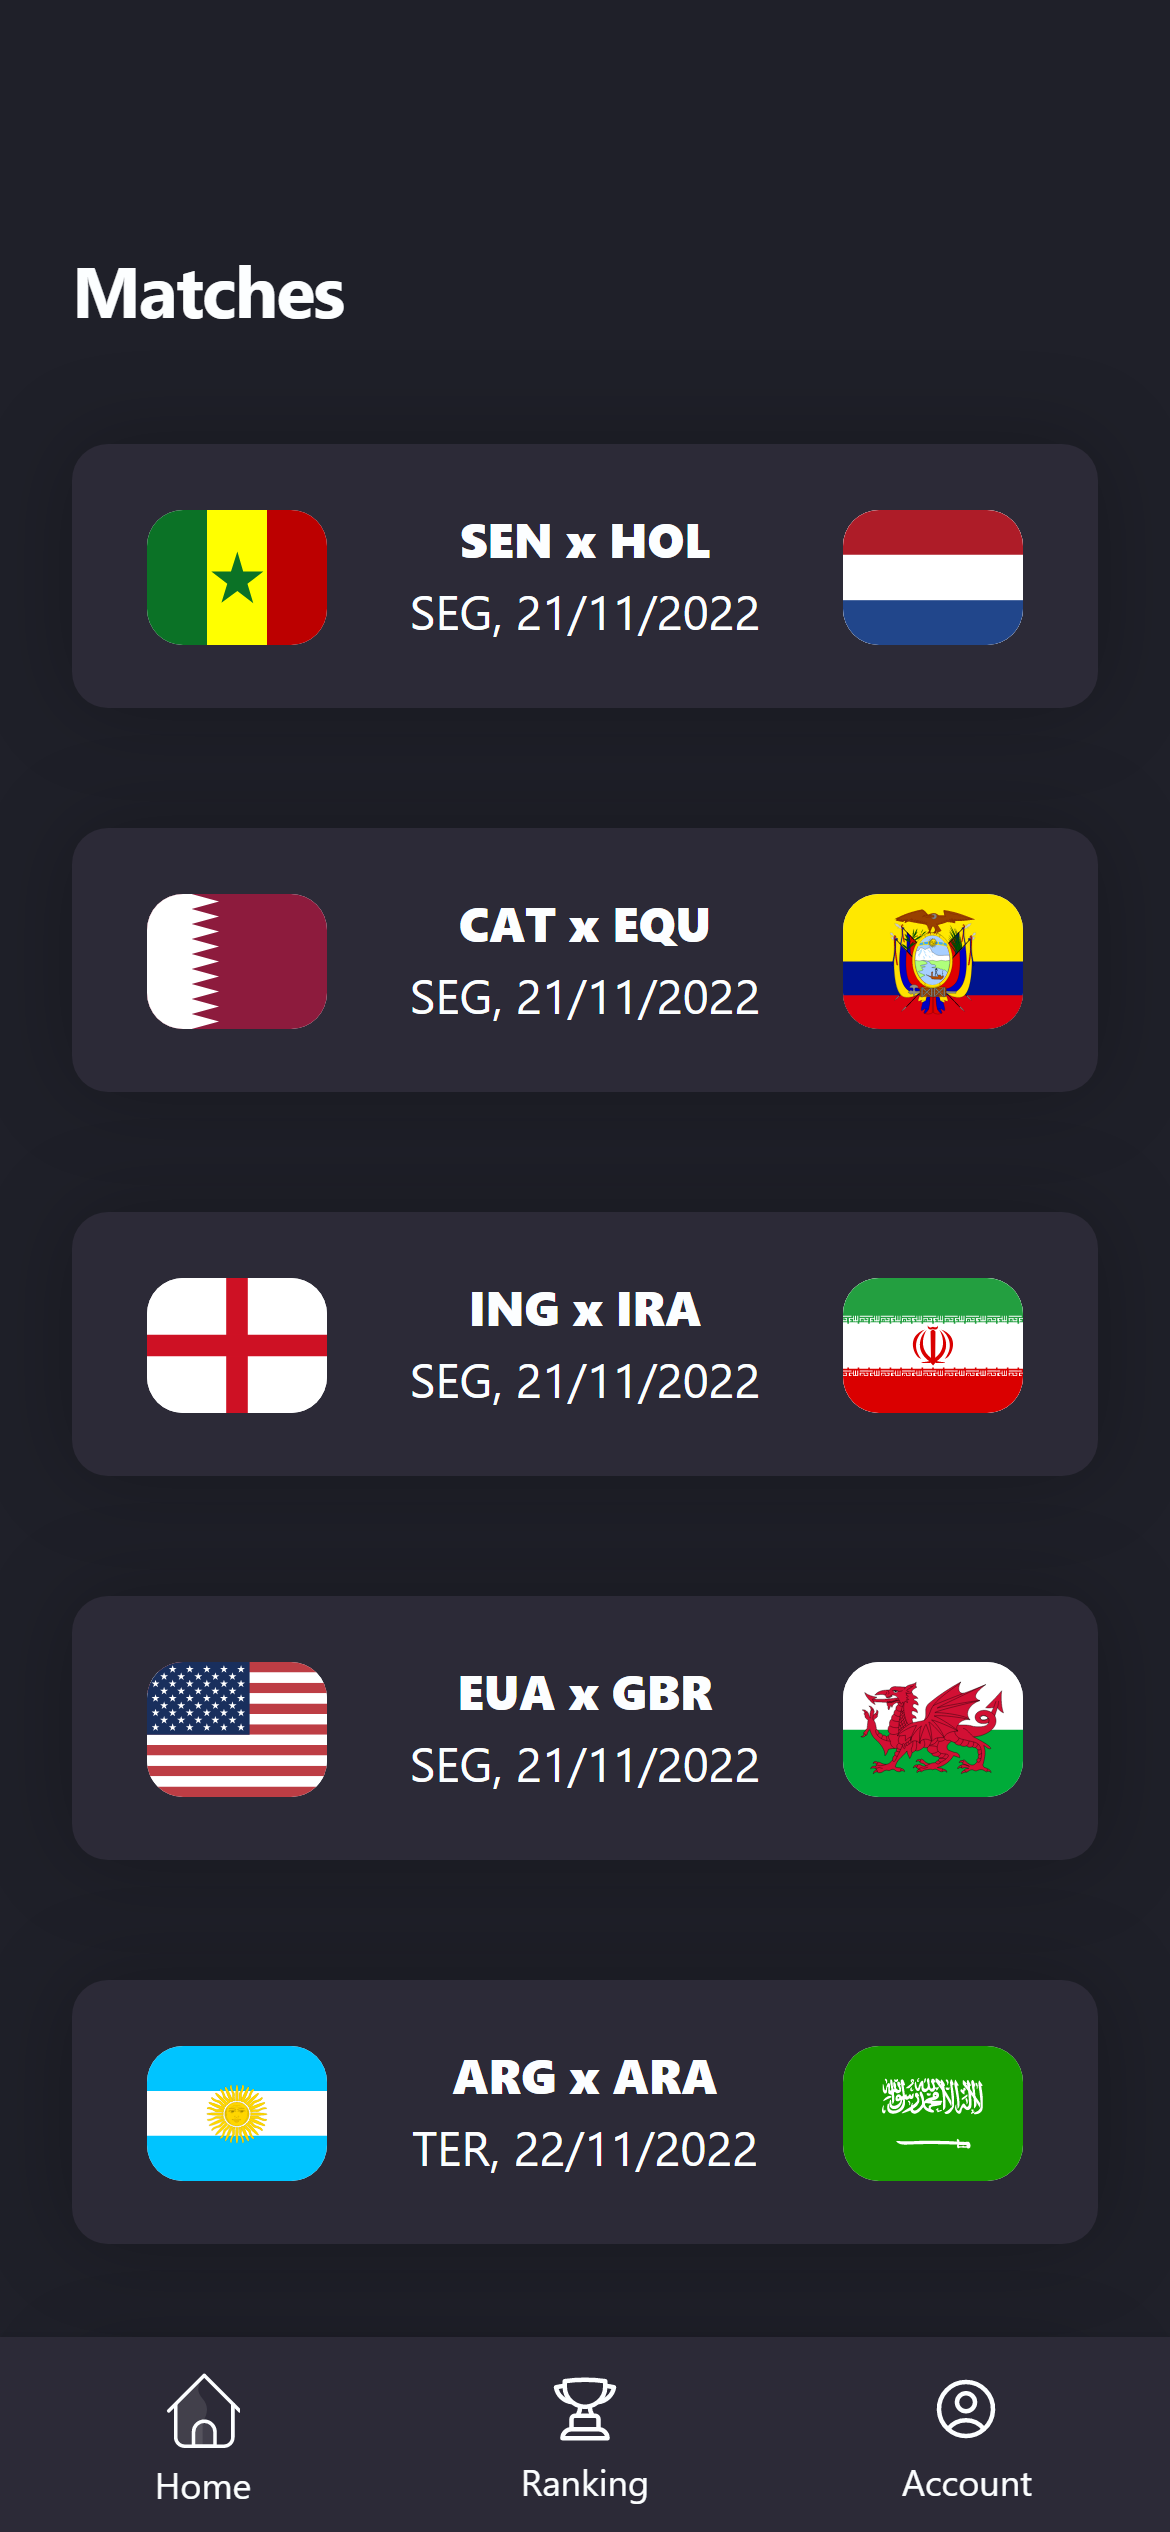 Matches
SEN x HOL
SEG, 21/11/2022
CAT x EQU
SEG, 21/11/2022
ING x IRA
SEG, 21/11/2022
EUA x GBR
SEG, 21/11/2022
ARG x ARA
TER, 22/11/2022
Home
Ranking
Account